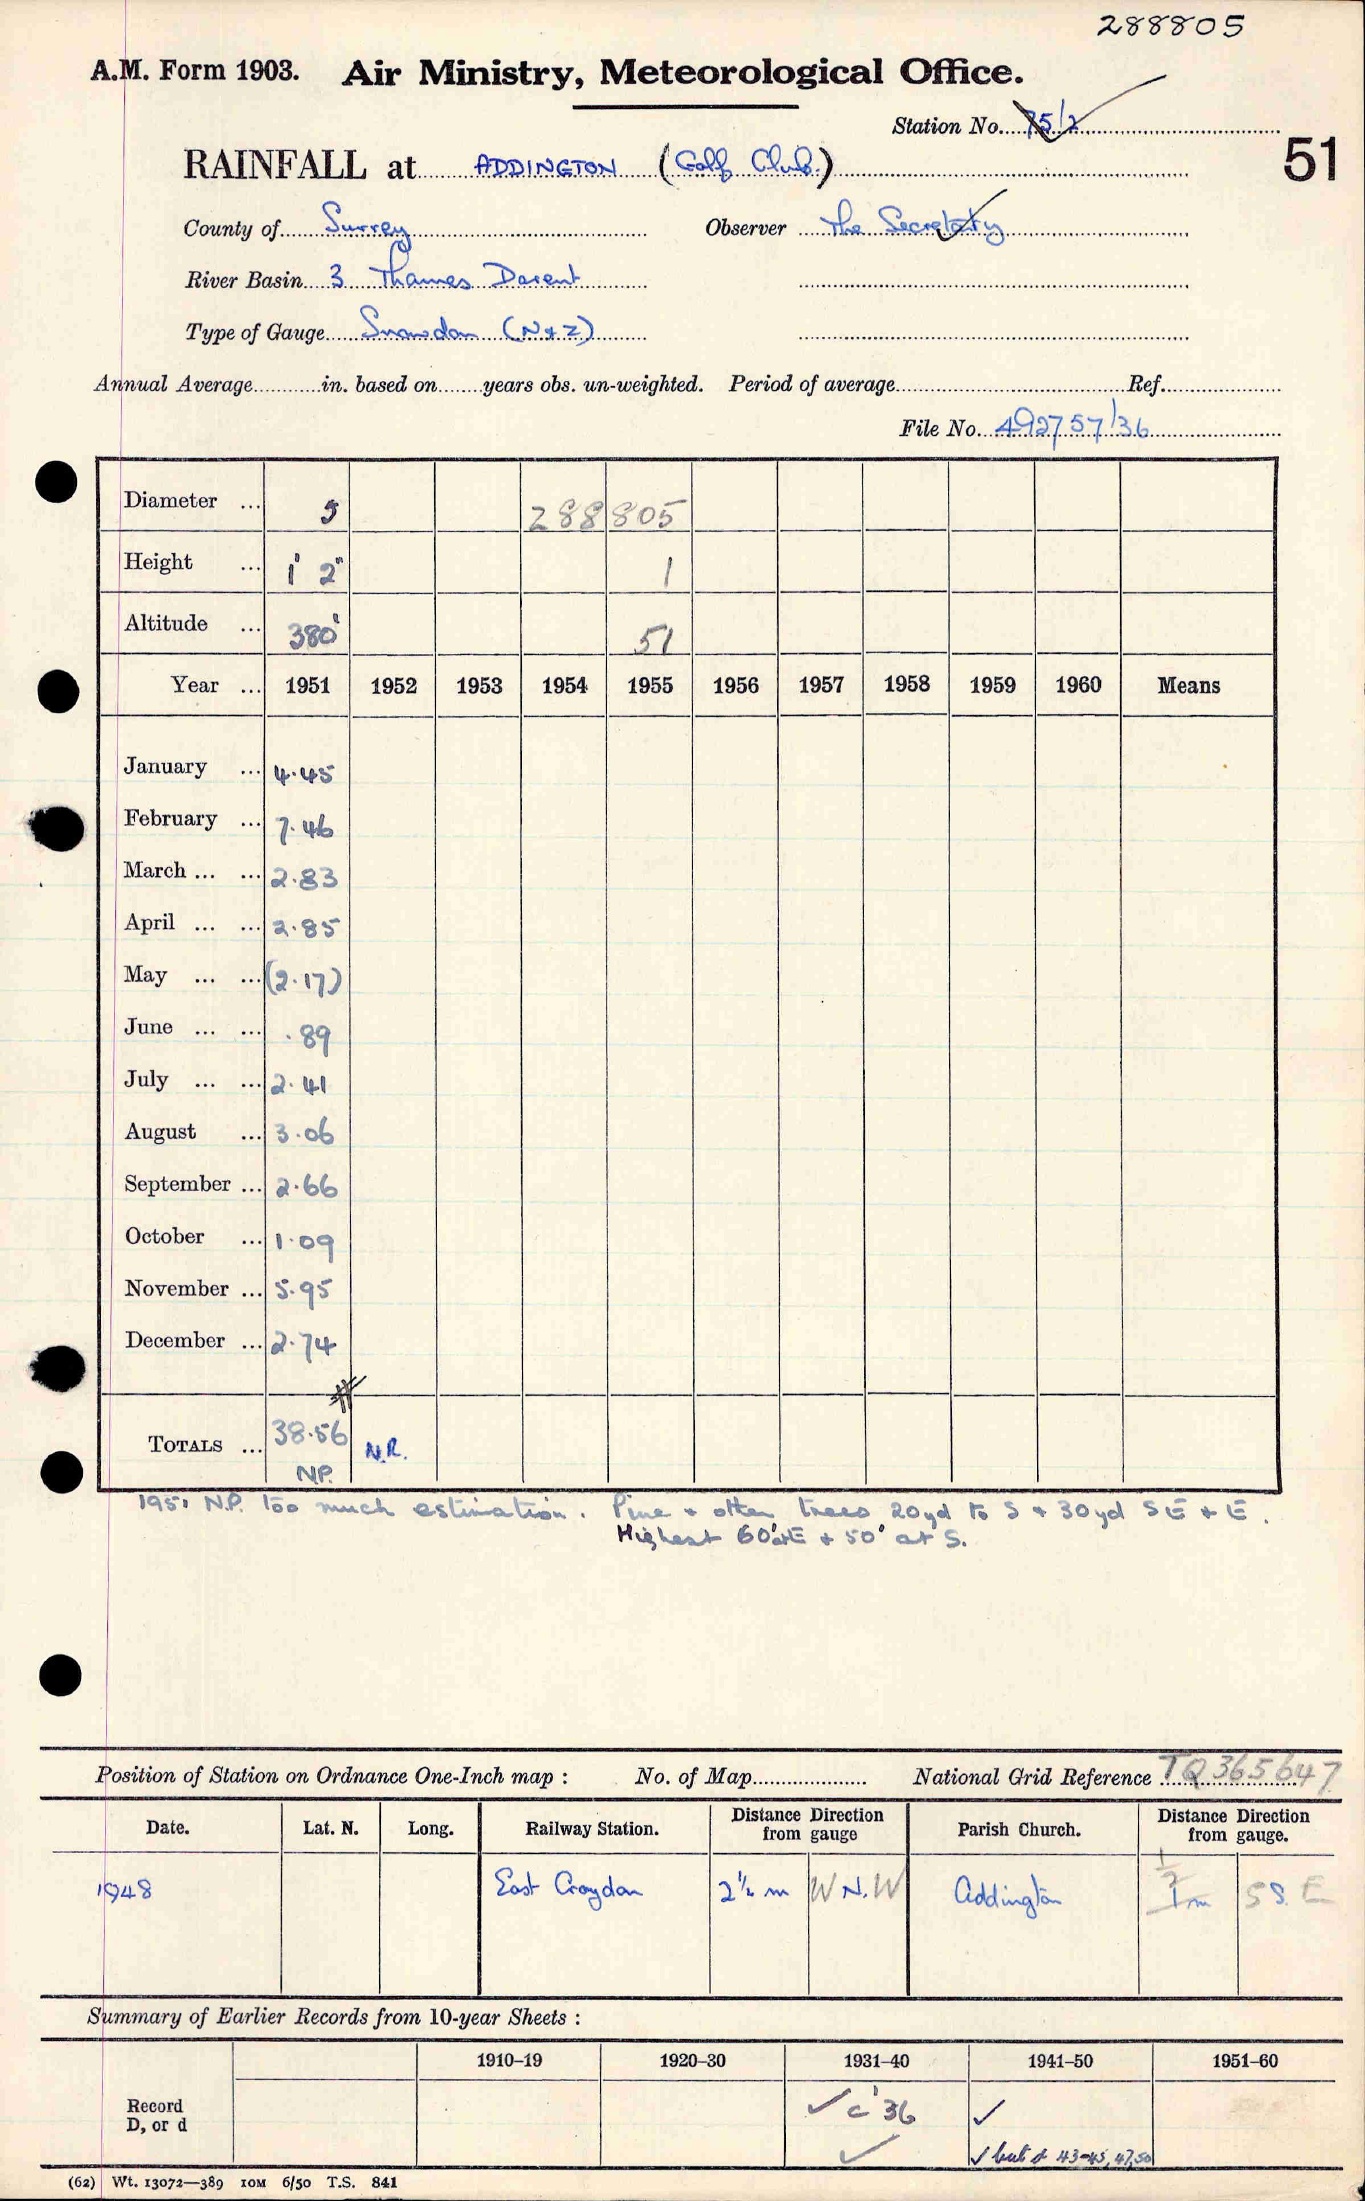 288805
A.M. Form 1903. Air Ministry, Meteorological Office.
Station No. 75/2
51
RAINFALL at ADDINGTON (Golf Club.)
County of Surrey Observer The Secretary
River Basin 3 Thames Darent
Type of Gauge Snowdon (N & Z)
Annual Average in. based on years obs. un-weighted. Period of average Ref.
File No. 492757/36
Diameter ... 5 288805
Height ... 1' 2" 1
Altitude ... 380' 51
Year ... 1951 1952 1953 1954 1955 1956 1957 1958 1959 1960 Means
January ... 4.45
February ... 7.46
March ... ... 2.83
April ... ... 2.85
May ... ... (2.17)
June ... ... .89
July ... ... 2.41
August ... 3.06
September ... 2.66
October ... 1.09
November ... 5.95
December ... 2.74
TOTALS ... 38.56 N.R.
N.P.
1951 N.P. too much estimation. Pine & other trees 20yd to S & 30yd SE & E.
Highest 60' at E & 50' at S.
Position of Station on Ordnance One-Inch map : No. of Map National Grid Reference TQ 365647
Date. Lat. N. Long. Railway Station. Distance Direction from gauge Parish Church. Distance Direction from gauge.
1948 East Croydon 2½ m W N.W Addington ½ 1m S S. E
Summary of Earlier Records from 10-year Sheets :
1910–19 1920–30 1931–40 1941–50 1951–60
Record
D, or d
✓ c '36 ✓
✓ ✓ but d 43-45, 47, 50
(62) Wt. 13072—389 10M 6/50 T.S. 841